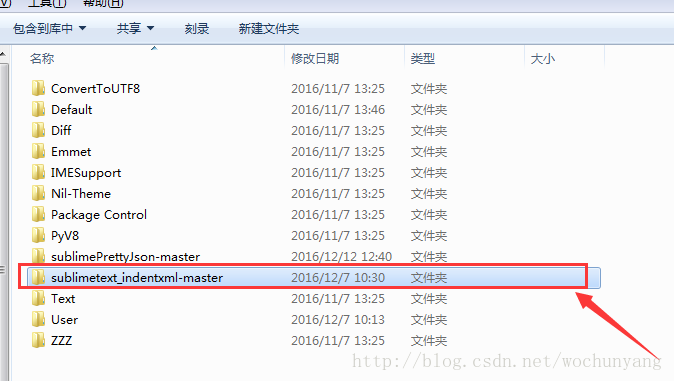 工具(T) 帮助(H)
包含到库中 共享 刻录 新建文件夹
名称 修改日期 类型 大小
ConvertToUTF8 2016/11/7 13:25 文件夹
Default 2016/11/7 13:46 文件夹
Diff 2016/11/7 13:25 文件夹
Emmet 2016/11/7 13:25 文件夹
IMESupport 2016/11/7 13:25 文件夹
Nil-Theme 2016/11/7 13:25 文件夹
Package Control 2016/11/7 13:25 文件夹
PyV8 2016/11/7 13:25 文件夹
sublimePrettyJson-master 2016/12/12 12:40 文件夹
sublimetext_indentxml-master 2016/12/7 10:30 文件夹
Text 2016/11/7 13:25 文件夹
User 2016/12/7 10:13 文件夹
ZZZ 2016/11/7 13:25 文件夹
http://blog.csdn.net/wochunyang